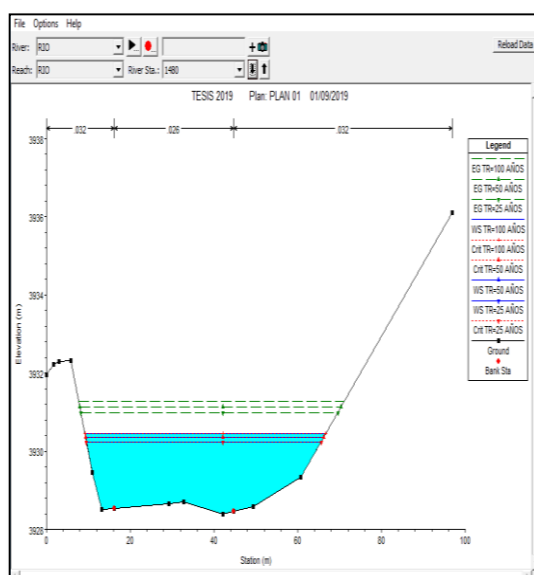 File Options Help
River: RIO
Reload Data
Reach: RIO River Sta.: 1480
TESIS 2019 Plan: PLAN 01 01/09/2019
.032 .026 .032
3938
3936
3934
3932
3930
3928
Elevation (m)
0 20 40 60 80 100
Station (m)
Legend
EG TR=100 AÑOS
EG TR=50 AÑOS
EG TR=25 AÑOS
WS TR=100 AÑOS
Crit TR=100 AÑOS
Crit TR=50 AÑOS
WS TR=50 AÑOS
WS TR=25 AÑOS
Crit TR=25 AÑOS
Ground
Bank Sta